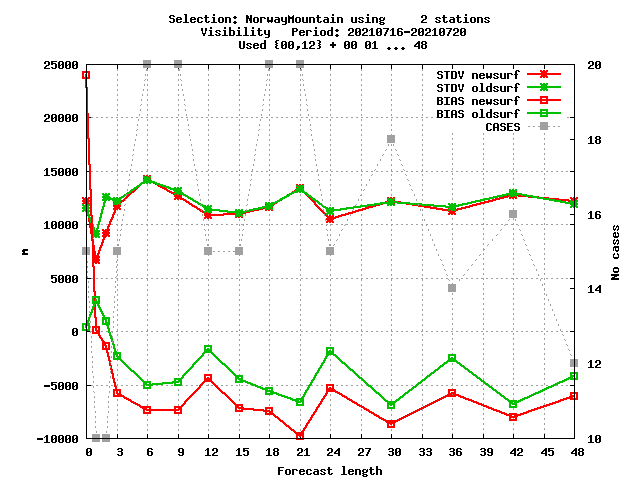 Selection: NorwayMountain using     2 stations
Visibility   Period: 20210716-20210720
Used {00,12} + 00 01 ... 48
STDV newsurf
STDV oldsurf
BIAS newsurf
BIAS oldsurf
CASES
25000
20000
15000
10000
5000
0
-5000
-10000
m
20
18
16
14
12
10
No cases
0 3 6 9 12 15 18 21 24 27 30 33 36 39 42 45 48
Forecast length